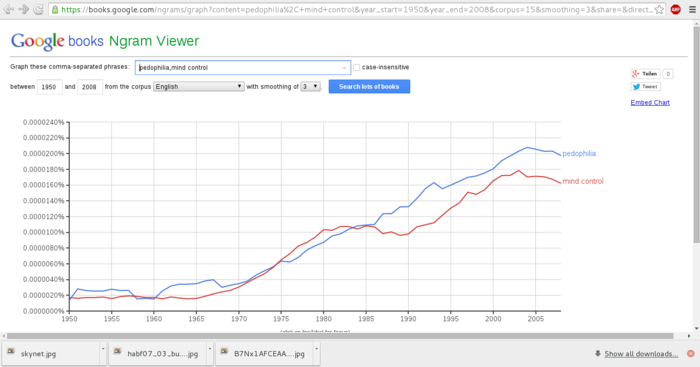 https://books.google.com/ngrams/graph?content=pedophilia%2C+mind+control&year_start=1950&year_end=2008&corpus=15&smoothing=3&share=&direct_
Google books Ngram Viewer
Graph these comma-separated phrases: pedophilia,mind control case-insensitive
between 1950 and 2008 from the corpus English with smoothing of 3 Search lots of books
Teilen 0
Tweet
Embed Chart
0.0000240%
0.0000220%
0.0000200%
0.0000180%
0.0000160%
0.0000140%
0.0000120%
0.0000100%
0.0000080%
0.0000060%
0.0000040%
0.0000020%
0.0000000%
pedophilia
mind control
1950 1955 1960 1965 1970 1975 1980 1985 1990 1995 2000 2005
skynet.jpg habf07_03_bu....jpg B7Nx1AFCEAA....jpg Show all downloads...